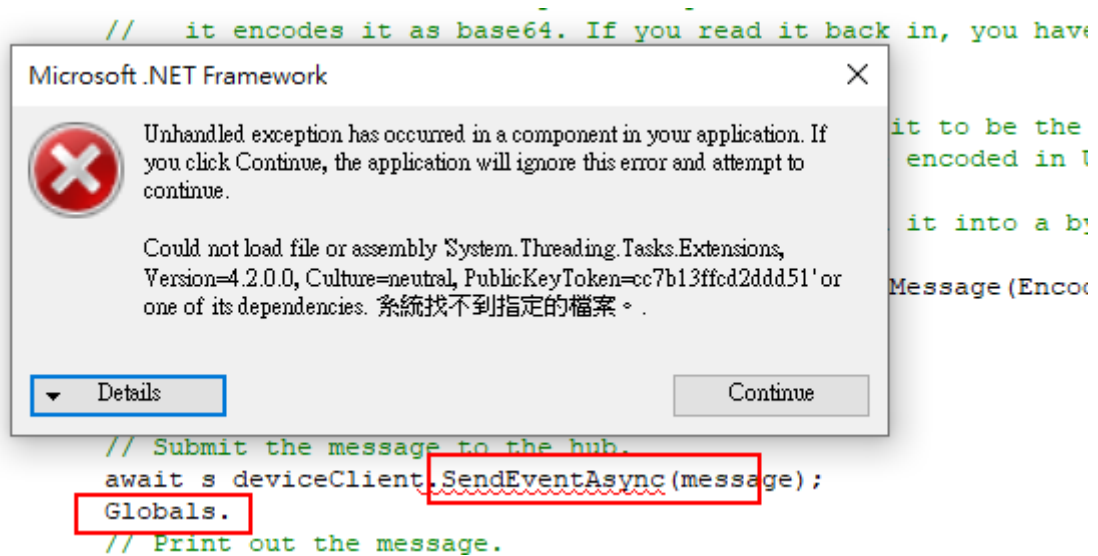 // it encodes it as base64. If you read it back in, you have
Microsoft .NET Framework
Unhandled exception has occurred in a component in your application. If
you click Continue, the application will ignore this error and attempt to
continue.
it to be the
encoded in
it into a by
Could not load file or assembly 'System.Threading.Tasks.Extensions,
Version=4.2.0.0, Culture=neutral, PublicKeyToken=cc7b13ffcd2ddd51' or
one of its dependencies. 系統找不到指定的檔案。.
Message(Encod
Details
Continue
// Submit the message to the hub.
await s_deviceClient.SendEventAsync(message);
Globals.
// Print out the message.